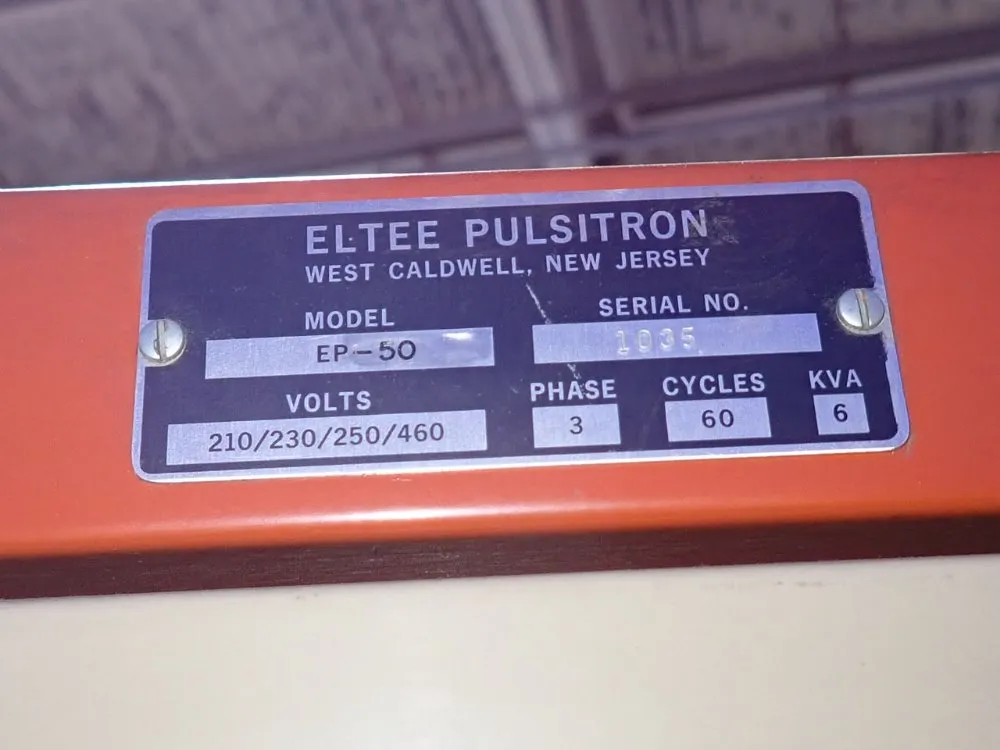 ELTEE PULSITRON
WEST CALDWELL, NEW JERSEY
MODEL
SERIAL NO.
EP-50
1035
VOLTS
PHASE
CYCLES
KVA
210/230/250/460
3
60
6